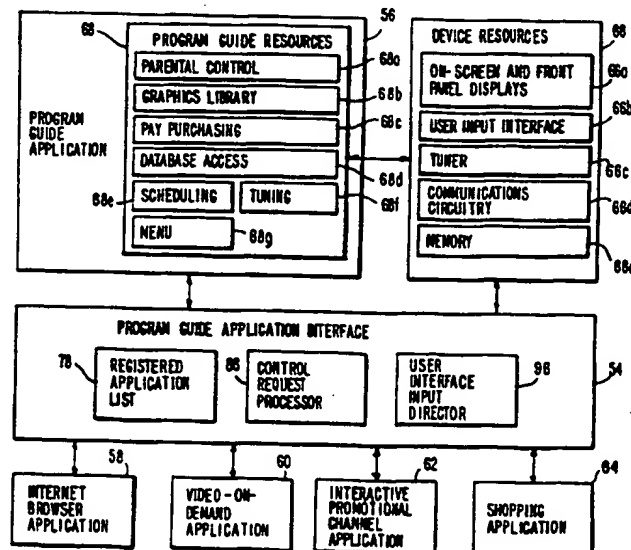 68
PROGRAM GUIDE RESOURCES
56
PARENTAL CONTROL
68a
GRAPHICS LIBRARY
68b
PAY PURCHASING
68c
DATABASE ACCESS
68d
68e
SCHEDULING
TUNING
68f
MENU
68g
PROGRAM
GUIDE
APPLICATION
DEVICE RESOURCES
66
ON-SCREEN AND FRONT
PANEL DISPLAYS
66a
USER INPUT INTERFACE
66b
TUNER
66c
COMMUNICATIONS
CIRCUITRY
66d
MEMORY
66e
PROGRAM GUIDE APPLICATION INTERFACE
78
REGISTERED
APPLICATION
LIST
86
CONTROL
REQUEST
PROCESSOR
USER
INTERFACE
INPUT
DIRECTOR
96
54
58
INTERNET
BROWSER
APPLICATION
60
VIDEO-ON-
DEMAND
APPLICATION
62
INTERACTIVE
PROMOTIONAL
CHANNEL
APPLICATION
64
SHOPPING
APPLICATION